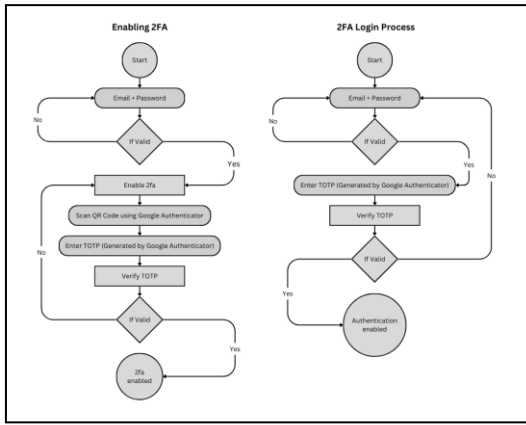 Enabling 2FA
Start
Email + Password
No
If Valid
Yes
Enable 2fa
Scan QR Code using Google Authenticator
Enter TOTP (Generated by Google Authenticator)
No
Verify TOTP
If Valid
Yes
2fa
enabled
2FA Login Process
Start
Email + Password
No
If Valid
Yes
No
Enter TOTP (Generated by Google Authenticator)
Verify TOTP
If Valid
Yes
Authentication
enabled